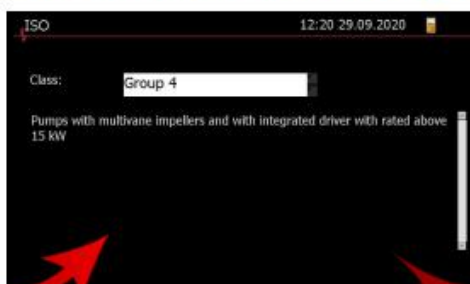 ISO 12:20 29.09.2020
Class: Group 4
Pumps with multivane impellers and with integrated driver with rated above
15 kW